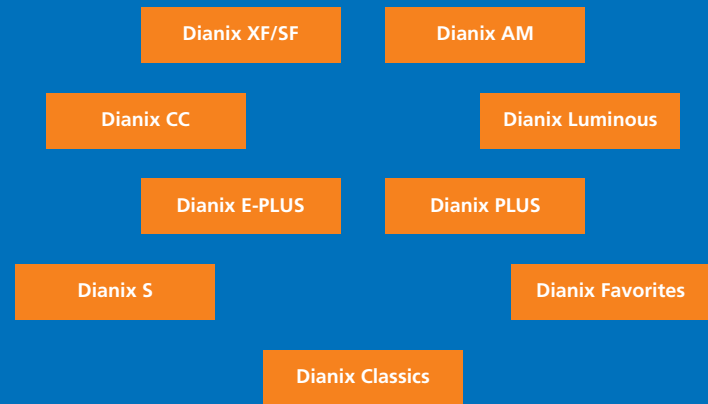 Dianix XF/SF
Dianix AM
Dianix CC
Dianix Luminous
Dianix E-PLUS
Dianix PLUS
Dianix S
Dianix Favorites
Dianix Classics